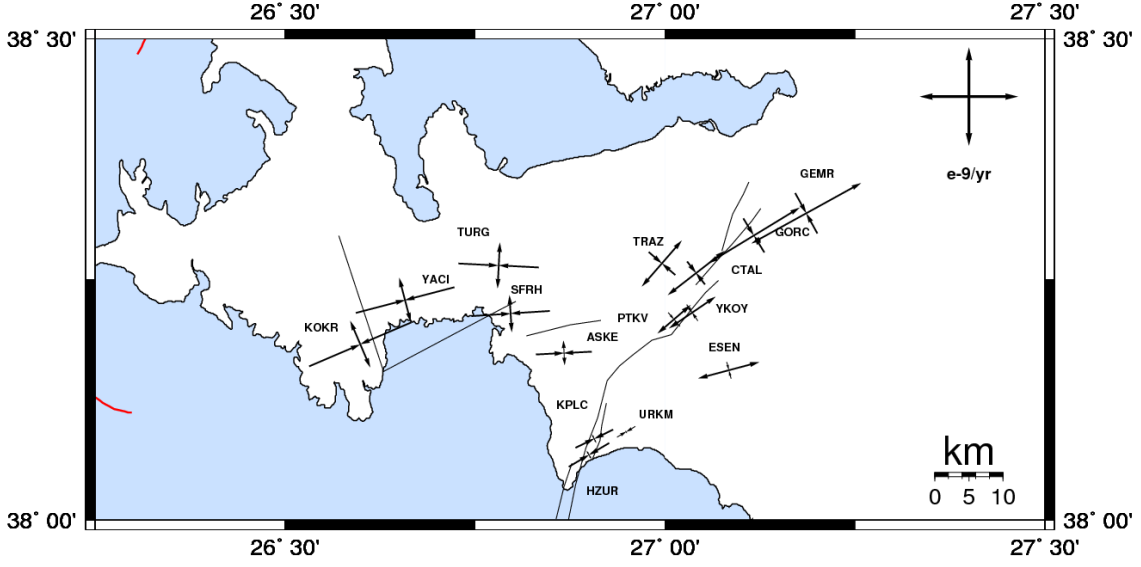 26˚ 30' 27˚ 00' 27˚ 30'
38˚ 30' 38˚ 30'
GEMR
e-9/yr
TURG TRAZ GORC
YACI CTAL
SFRH
KOKR PTKV YKOY
ASKE ESEN
KPLC URKM
km
HZUR 0 5 10
38˚ 00' 38˚ 00'
26˚ 30' 27˚ 00' 27˚ 30'